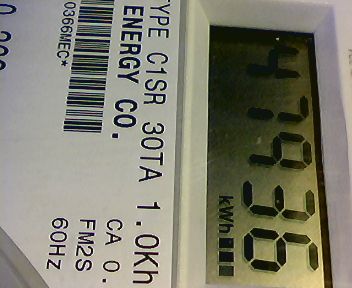 47936
kWh
TYPE C1SR 30TA 1.0Kh
ENERGY CO.
CA 0.
FM2S
0366MEC*
60HZ